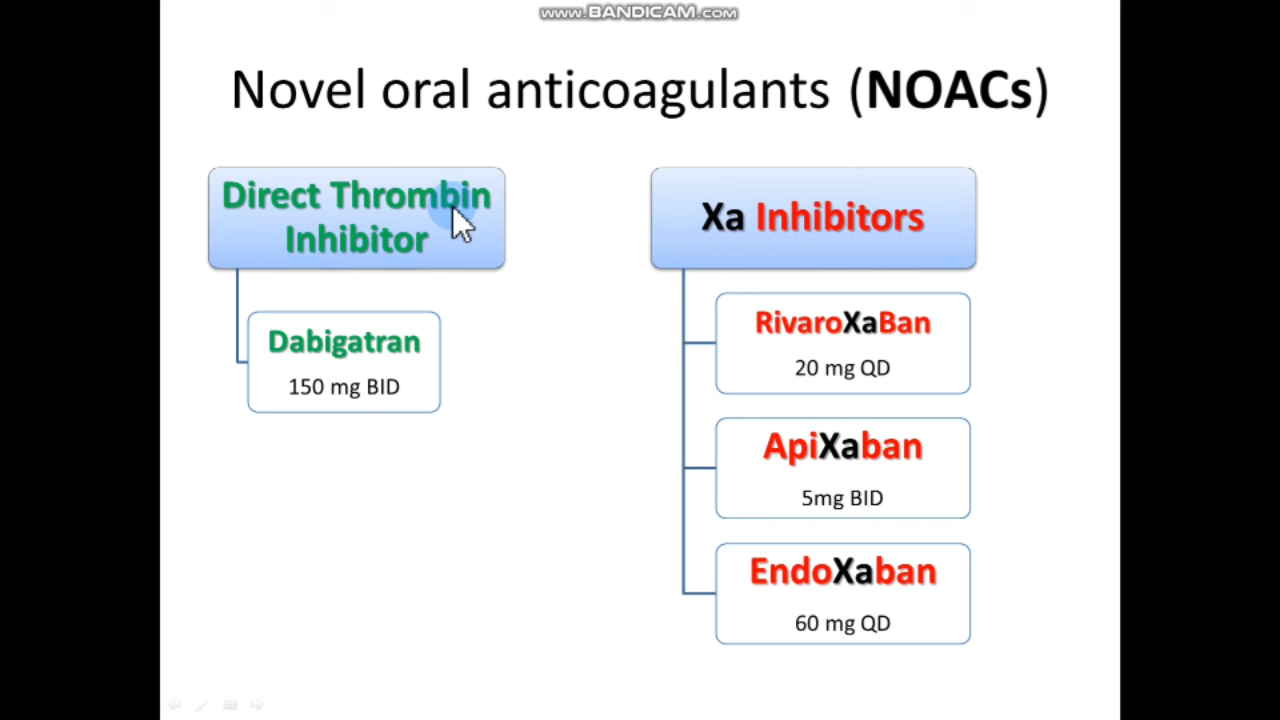 www.BANDICAM.com
Novel oral anticoagulants (NOACs)
Direct Thrombin
Inhibitor
Dabigatran
150 mg BID
Xa Inhibitors
RivaroXaBan
20 mg QD
ApiXaban
5mg BID
EndoXaban
60 mg QD